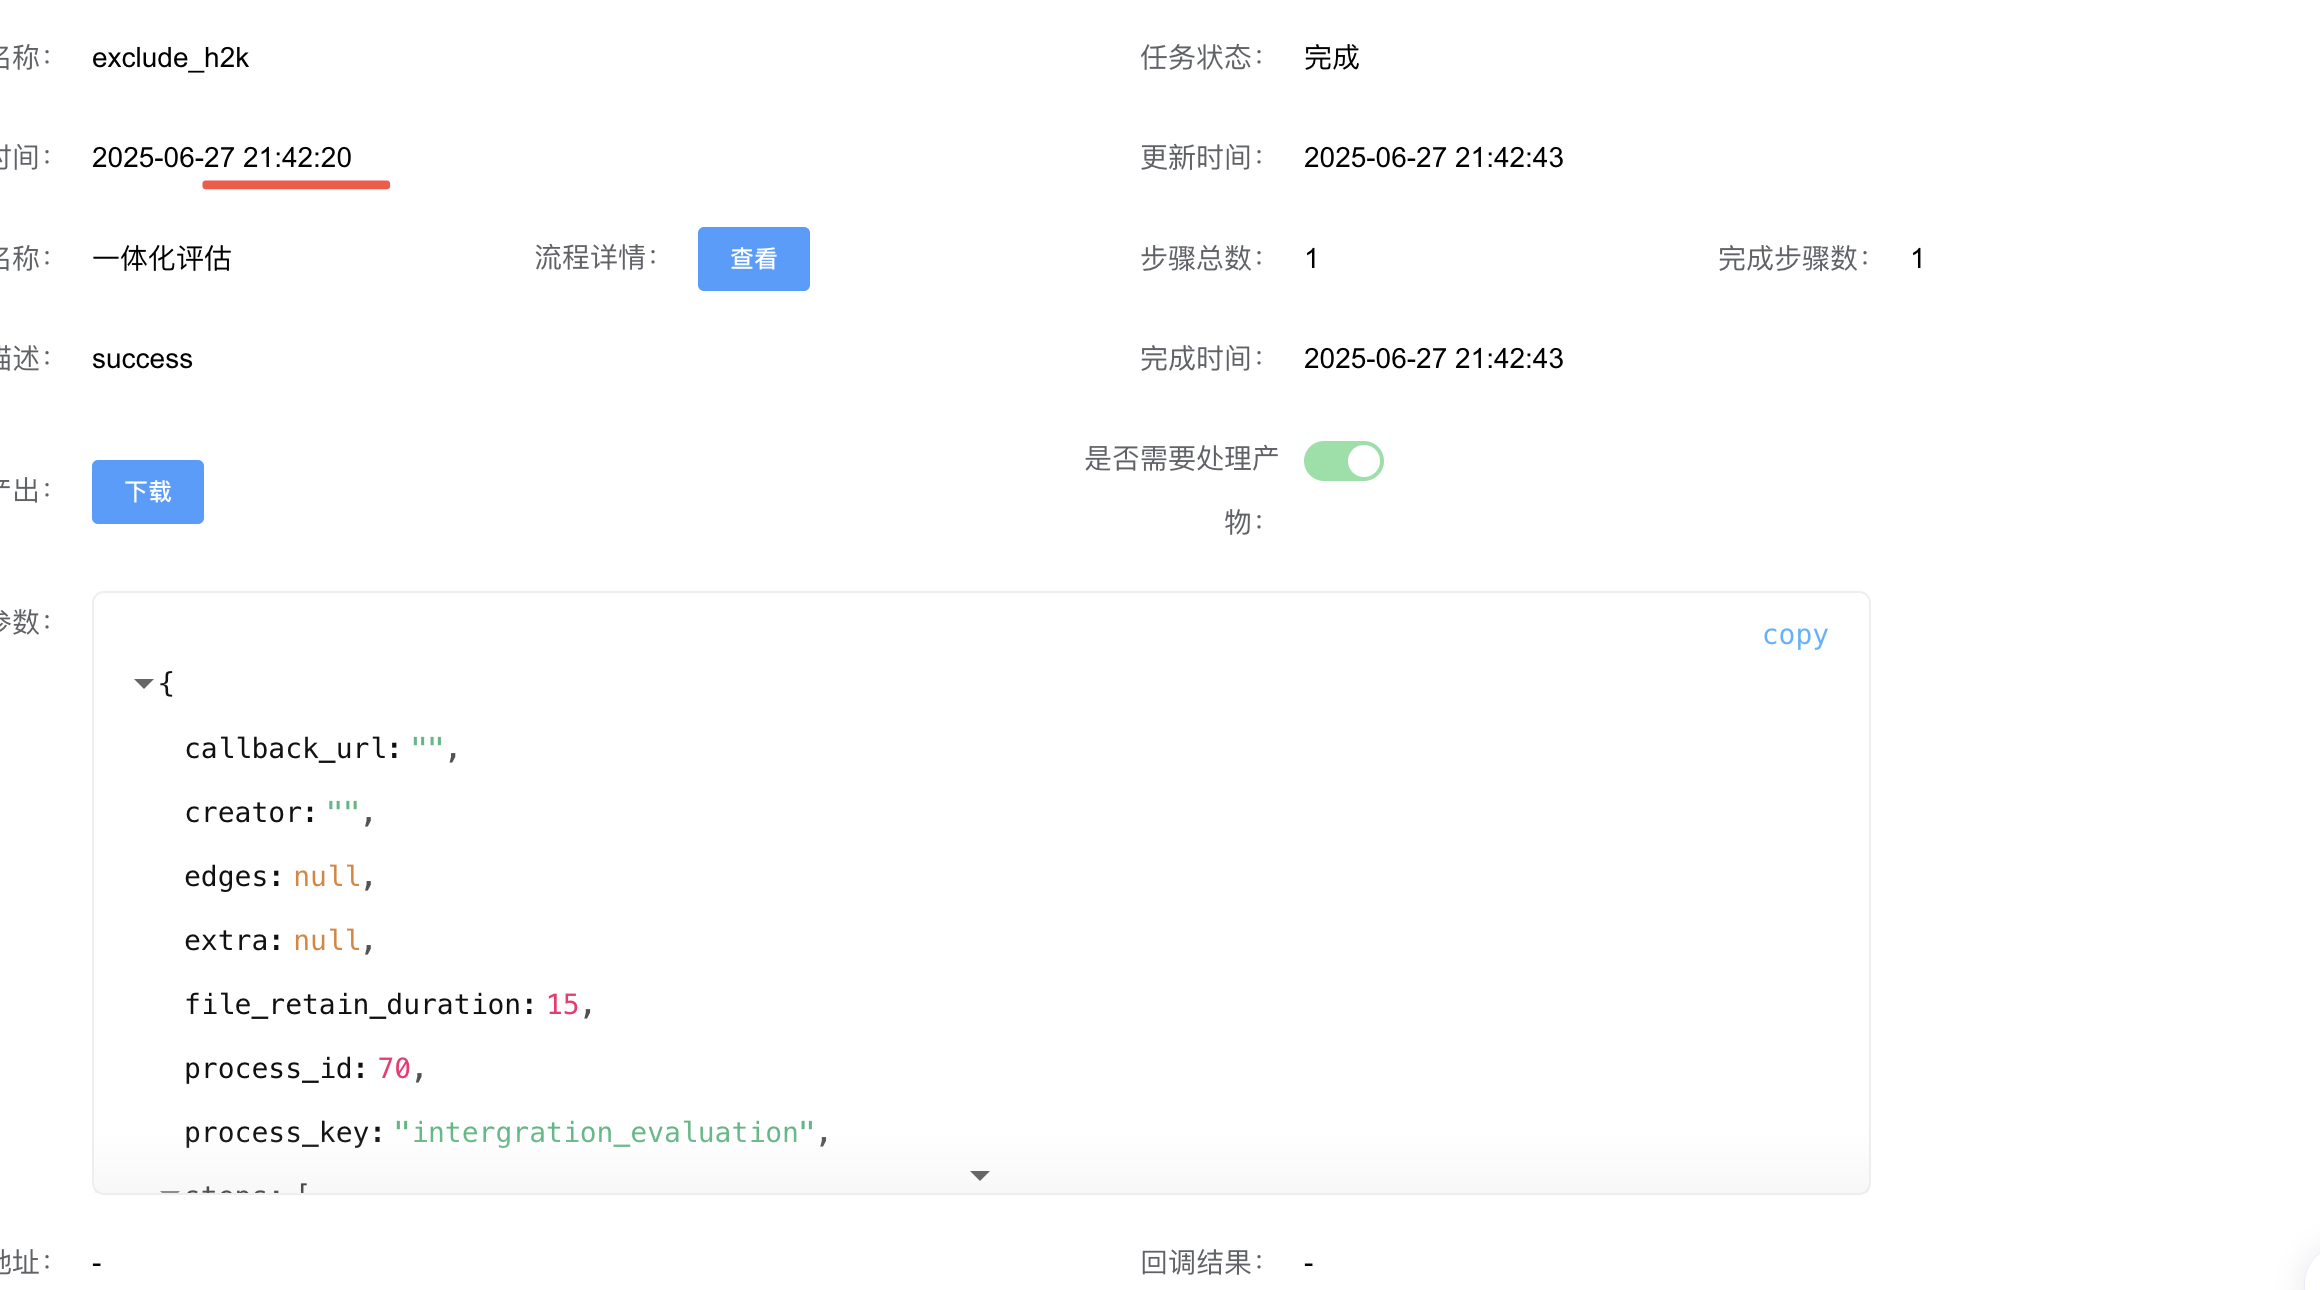 名称： exclude_h2k 任务状态： 完成
时间： 2025-06-27 21:42:20 更新时间： 2025-06-27 21:42:43
名称： 一体化评估 流程详情： 查看 步骤总数： 1 完成步骤数： 1
描述： success 完成时间： 2025-06-27 21:42:43
产出： 下载 是否需要处理产
物：
参数： copy
{
callback_url: "",
creator: "",
edges: null,
extra: null,
file_retain_duration: 15,
process_id: 70,
process_key: "intergration_evaluation",
steps: [
地址： - 回调结果： -